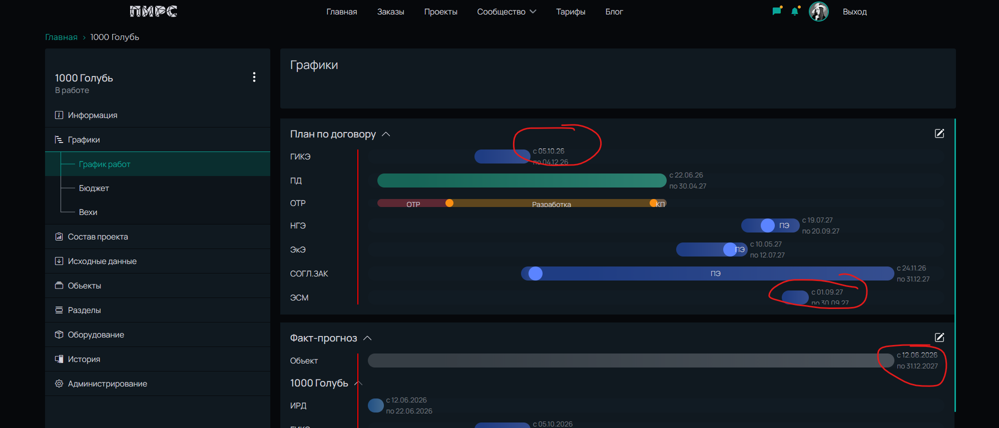 ПИРС
Главная
Заказы
Проекты
Сообщество
Тарифы
Блог
Выход
Главная › 1000 Голубь
1000 Голубь
В работе
Информация
Графики
График работ
Бюджет
Вехи
Состав проекта
Исходные данные
Объекты
Разделы
Оборудование
История
Администрирование
Графики
План по договору
ГИКЭ
с 05.10.26
по 04.12.26
ПД
с 22.06.26
по 30.04.27
ОТР
ОТР
Разработка
КП
НГЭ
ПЭ
с 19.07.27
по 20.09.27
ЭкЭ
ПЭ
с 10.05.27
по 12.07.27
СОГЛ.ЗАК
ПЭ
с 24.11.26
по 31.12.27
ЭСМ
с 01.09.27
по 30.09.27
Факт-прогноз
Объект
с 12.06.2026
по 31.12.2027
1000 Голубь
ИРД
с 12.06.2026
по 22.06.2026
ГИКЭ
с 05.10.2026